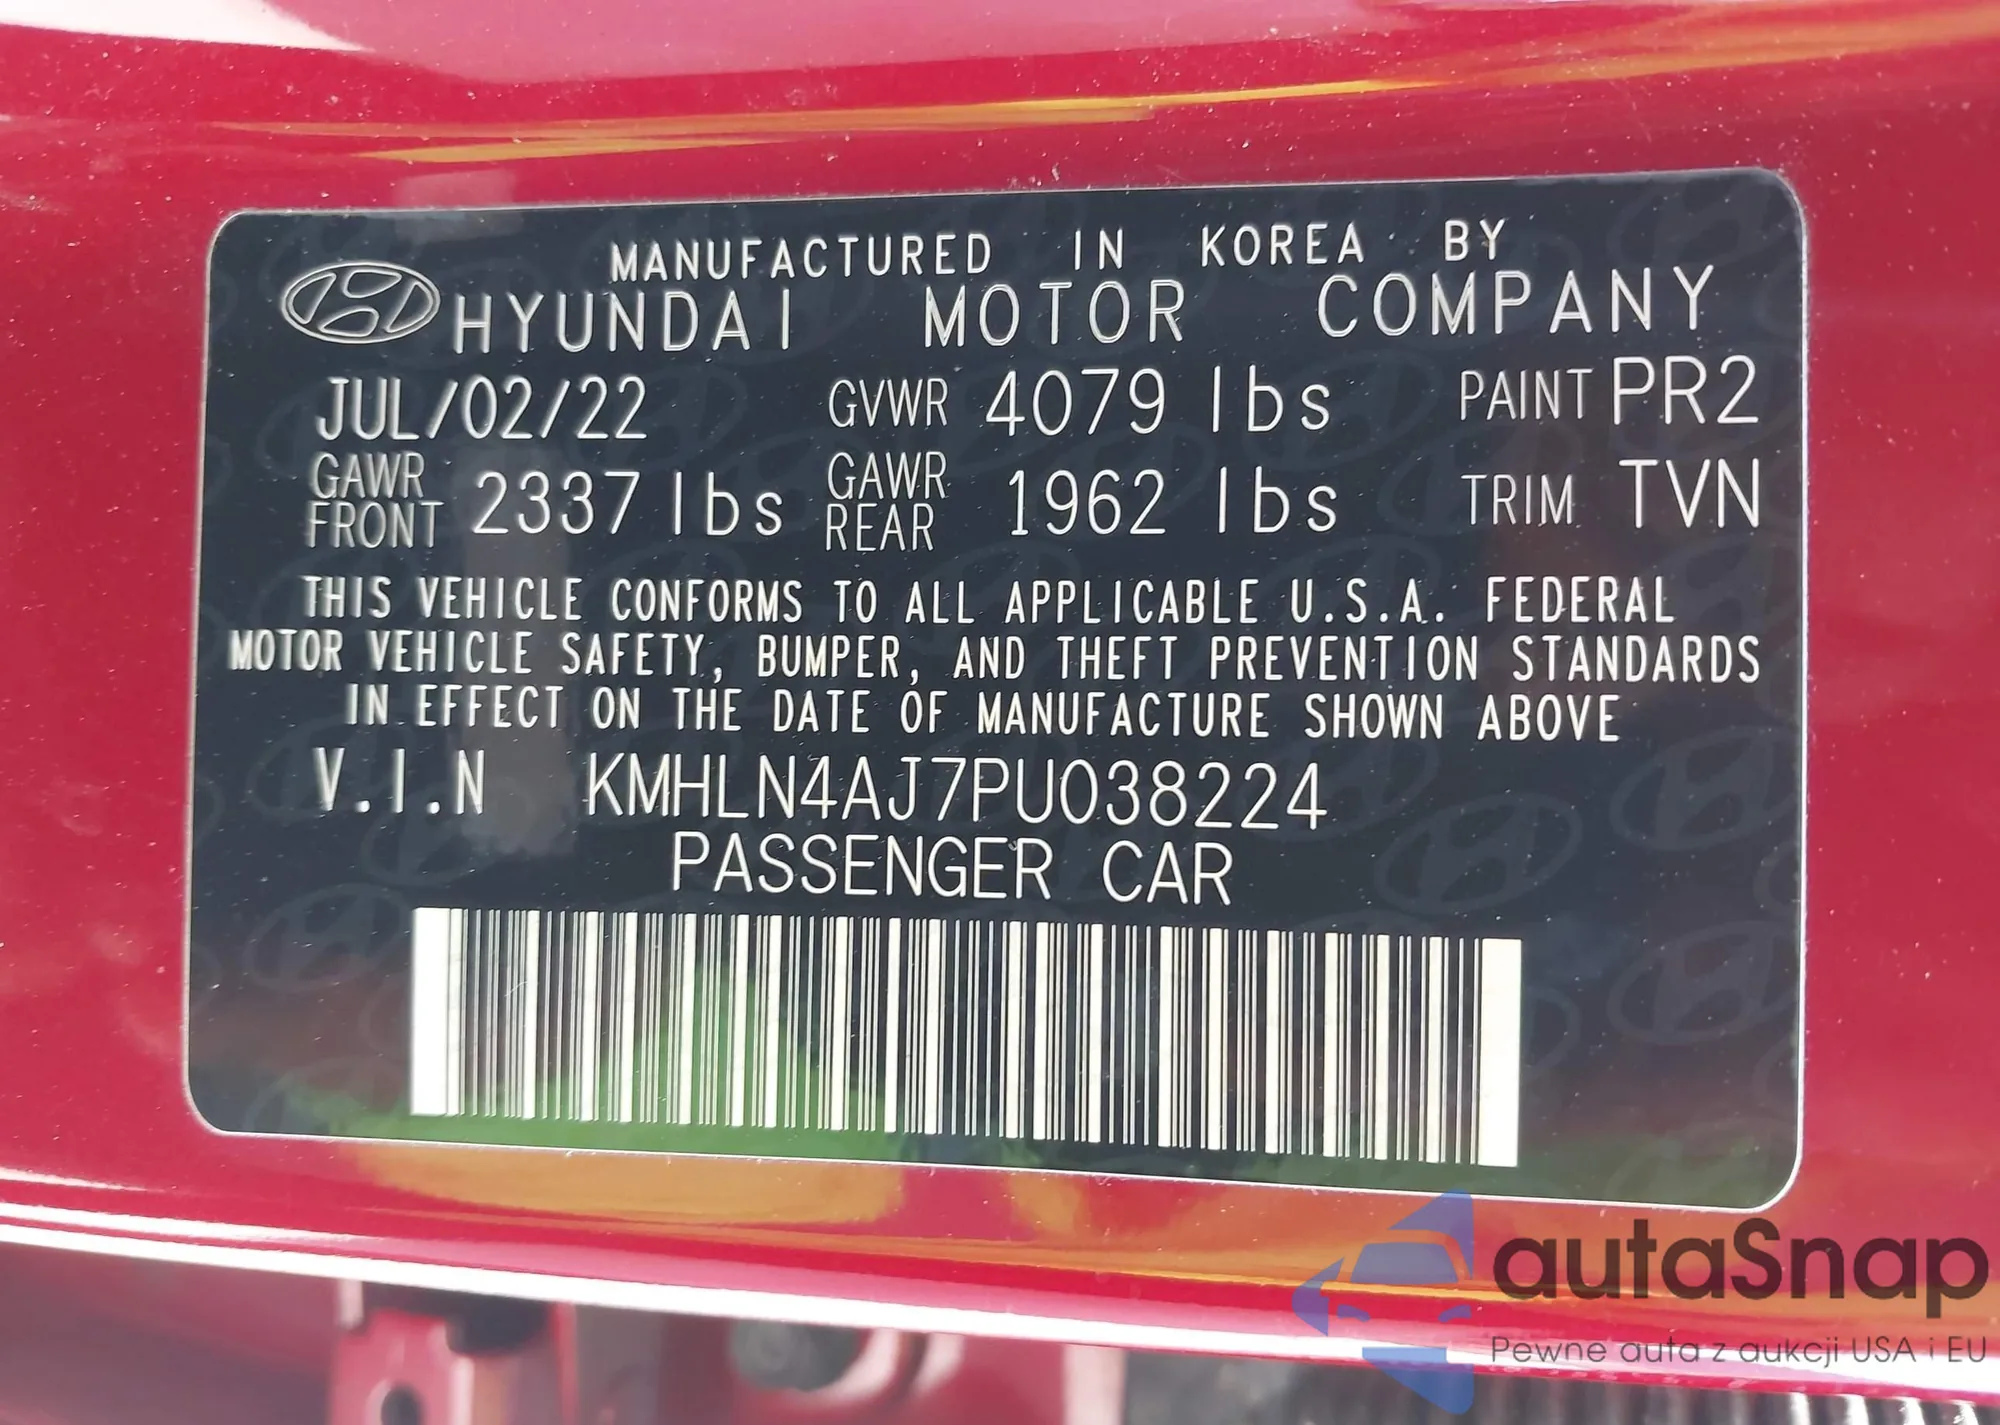 MANUFACTURED IN KOREA BY
HYUNDAI MOTOR COMPANY
JUL/02/22 GVWR 4079 lbs PAINT PR2
GAWR FRONT 2337 lbs GAWR REAR 1962 lbs TRIM TVN
THIS VEHICLE CONFORMS TO ALL APPLICABLE U.S.A. FEDERAL
MOTOR VEHICLE SAFETY, BUMPER, AND THEFT PREVENTION STANDARDS
IN EFFECT ON THE DATE OF MANUFACTURE SHOWN ABOVE
V.I.N KMHLN4AJ7PU038224
PASSENGER CAR
autaSnap
Pewne auta z aukcji USA i EU